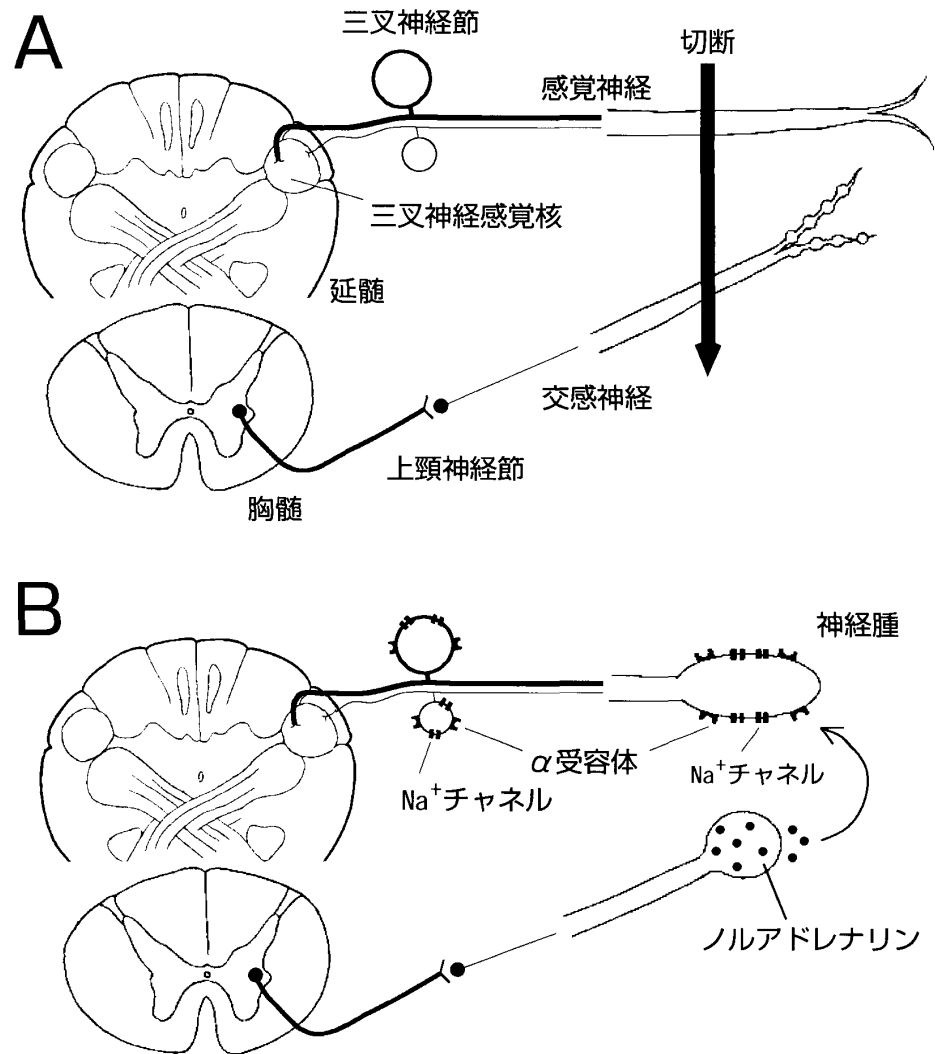 A
三叉神経節
切断
感覚神経
三叉神経感覚核
延髄
交感神経
上頸神経節
胸髄
B
神経腫
α受容体
Na⁺チャネル
Na⁺チャネル
ノルアドレナリン